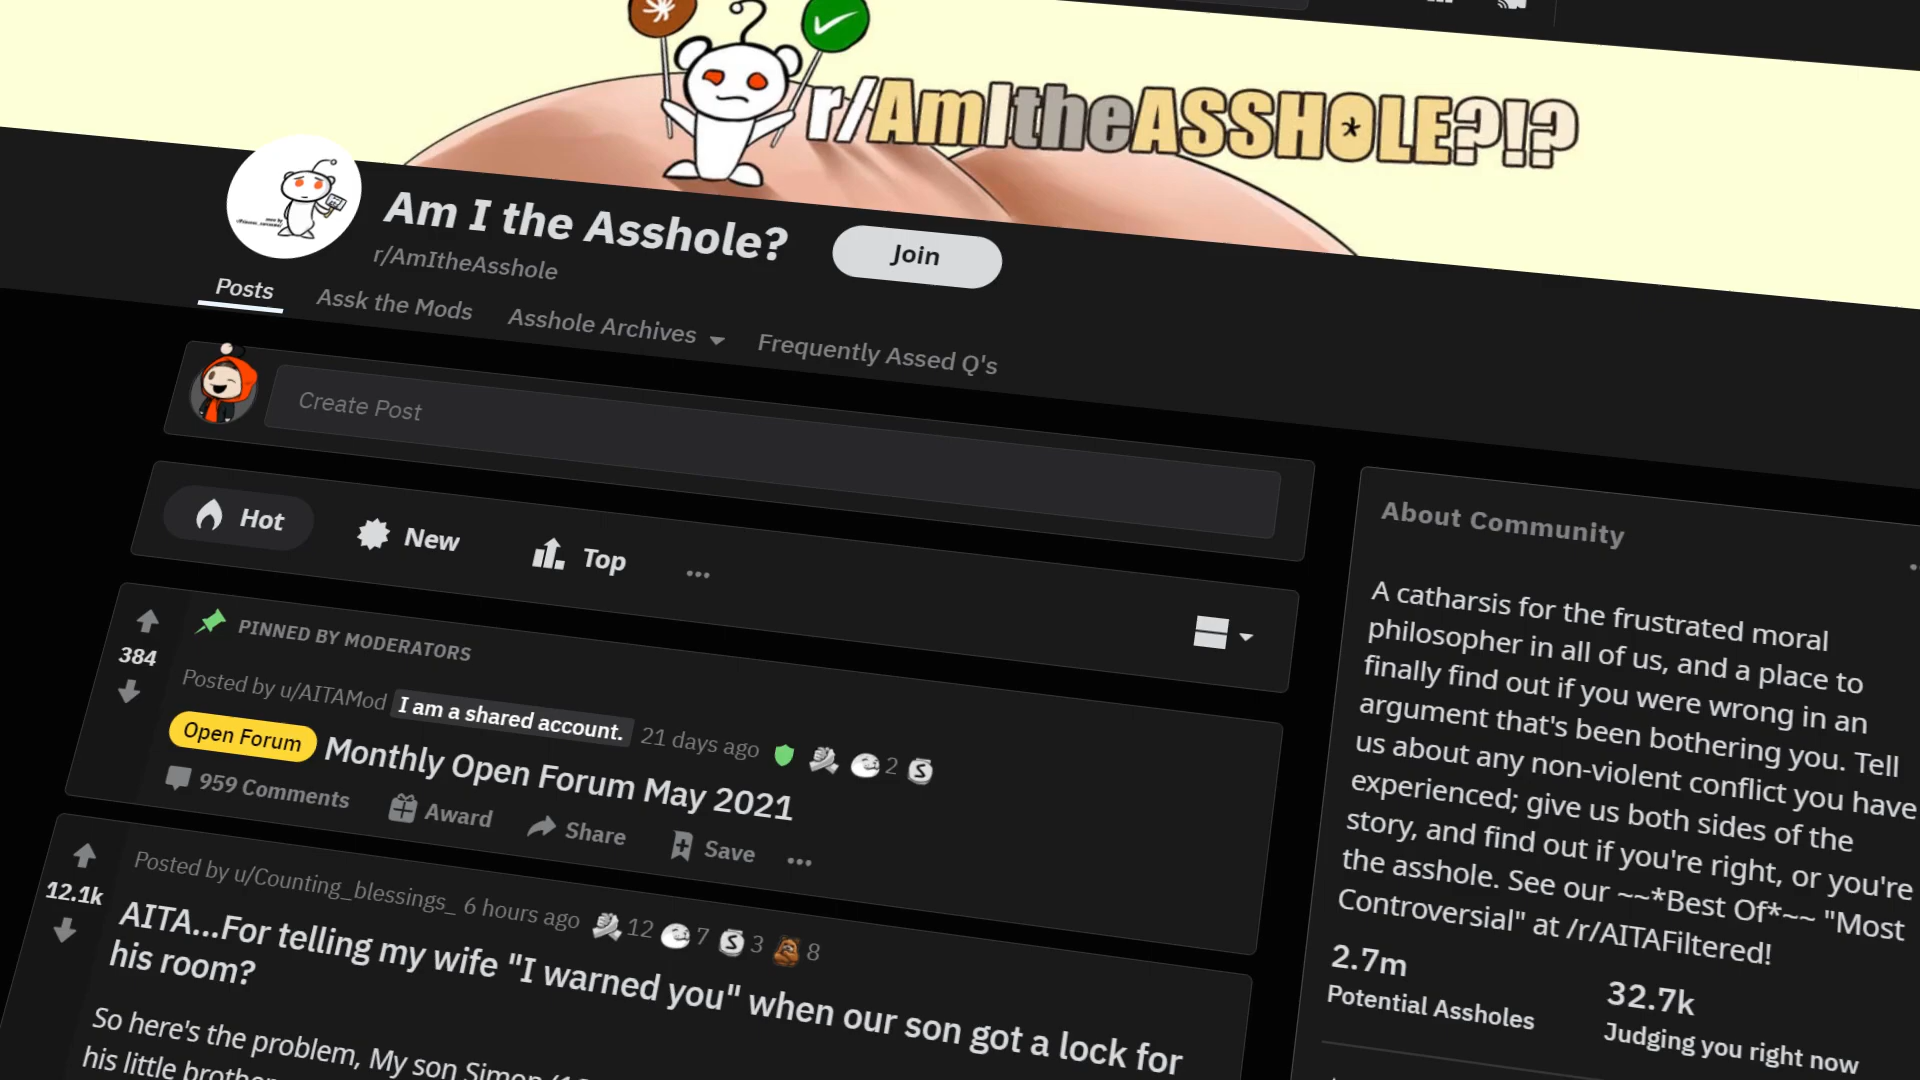 r/AmItheASSHOLE?!?
Am I the Asshole?
Join
r/AmItheAsshole
Posts
Assk the Mods
Asshole Archives
Frequently Assed Q's
Create Post
Hot
New
Top
...
PINNED BY MODERATORS
384
Posted by u/AITAMod I am a shared account. 21 days ago 2
Open Forum Monthly Open Forum May 2021
959 Comments Award Share Save ...
12.1k
Posted by u/Counting_blessings_ 6 hours ago 12 7 3 8
AITA...For telling my wife "I warned you" when our son got a lock for
his room?
So here's the problem, My son Simon
his little brother
About Community
A catharsis for the frustrated moral
philosopher in all of us, and a place to
finally find out if you were wrong in an
argument that's been bothering you. Tell
us about any non-violent conflict you have
experienced; give us both sides of the
story, and find out if you're right, or you're
the asshole. See our ~~*Best Of*~~ "Most
Controversial" at /r/AITAFiltered!
2.7m
Potential Assholes
32.7k
Judging you right now